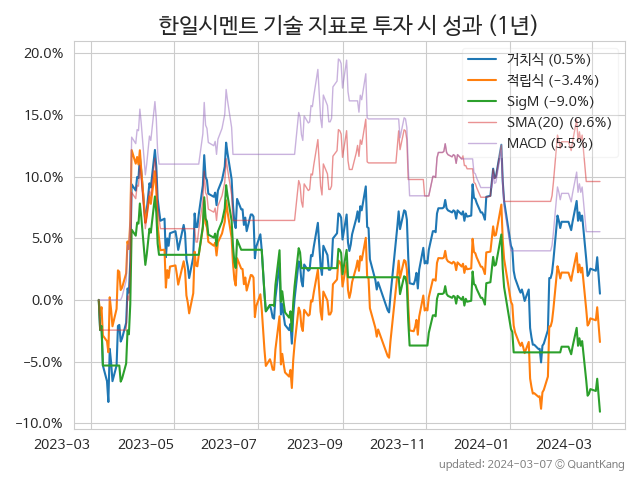 한일시멘트 기술 지표로 투자 시 성과 (1년)
20.0%
15.0%
10.0%
5.0%
0.0%
−5.0%
−10.0%
거치식 (0.5%)
적립식 (−3.4%)
SigM (−9.0%)
SMA(20) (9.6%)
MACD (5.5%)
2023-03
2023-05
2023-07
2023-09
2023-11
2024-01
2024-03
updated: 2024-03-07 ⓒ QuantKang